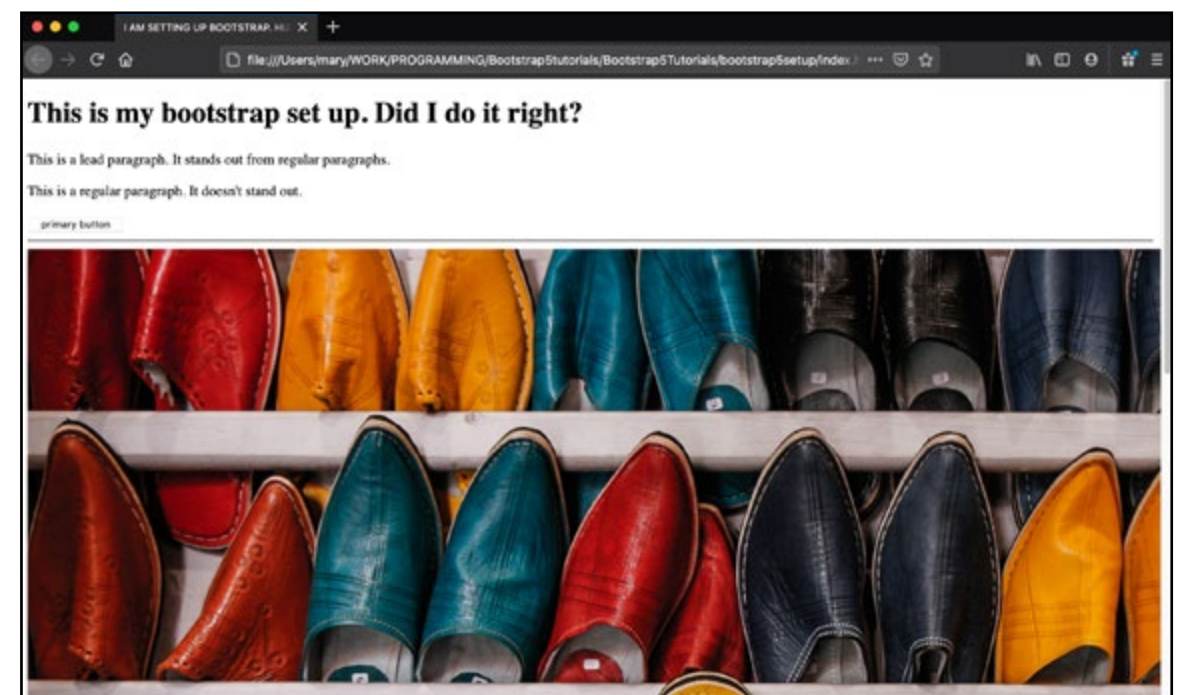 I AM SETTING UP BOOTSTRAP.
file:///Users/mary/WORK/PROGRAMMING/Bootstrap5tutorials/Bootstrap5Tutorials/bootstrap5setup/index
This is my bootstrap set up. Did I do it right?
This is a lead paragraph. It stands out from regular paragraphs.
This is a regular paragraph. It doesn't stand out.
primary button